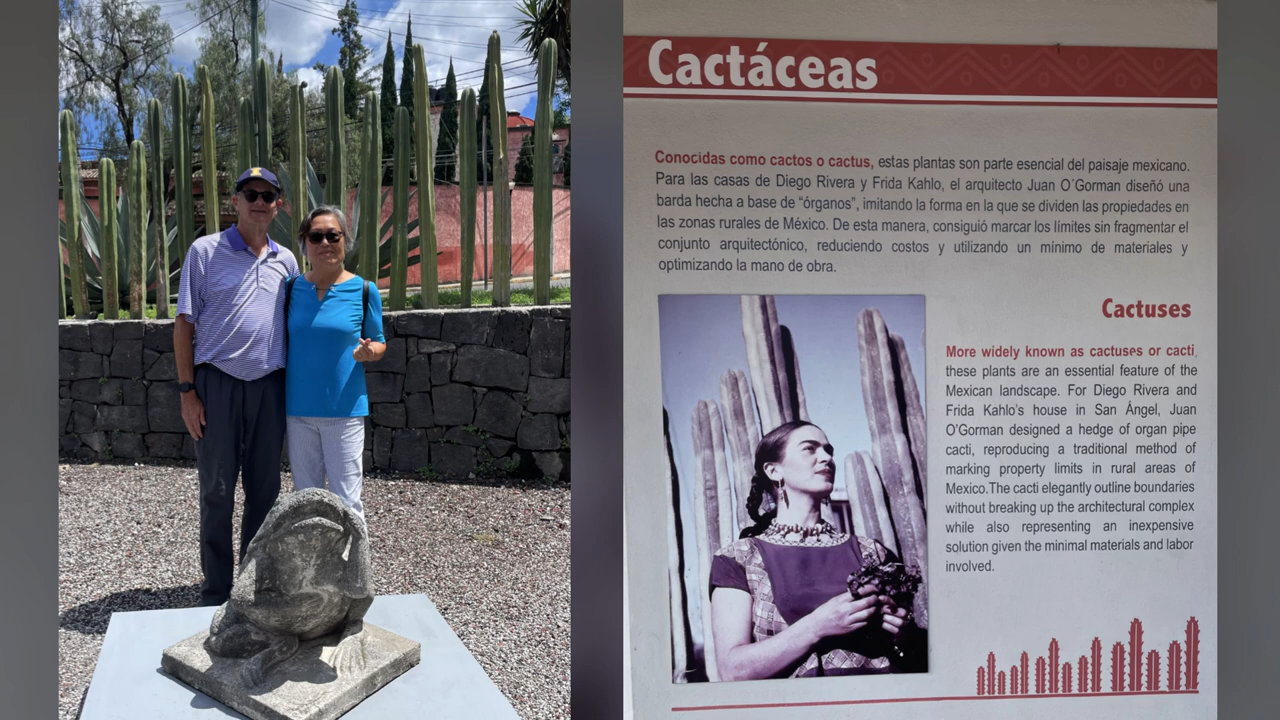 Cactáceas
Conocidas como cactos o cactus, estas plantas son parte esencial del paisaje mexicano.
Para las casas de Diego Rivera y Frida Kahlo, el arquitecto Juan O´Gorman diseñó una
barda hecha a base de “órganos”, imitando la forma en la que se dividen las propiedades en
las zonas rurales de México. De esta manera, consiguió marcar los límites sin fragmentar el
conjunto arquitectónico, reduciendo costos y utilizando un mínimo de materiales y
optimizando la mano de obra.
Cactuses
More widely known as cactuses or cacti,
these plants are an essential feature of the
Mexican landscape. For Diego Rivera and
Frida Kahlo’s house in San Ángel, Juan
O’Gorman designed a hedge of organ pipe
cacti, reproducing a traditional method of
marking property limits in rural areas of
Mexico.The cacti elegantly outline boundaries
without breaking up the architectural complex
while also representing an inexpensive
solution given the minimal materials and labor
involved.